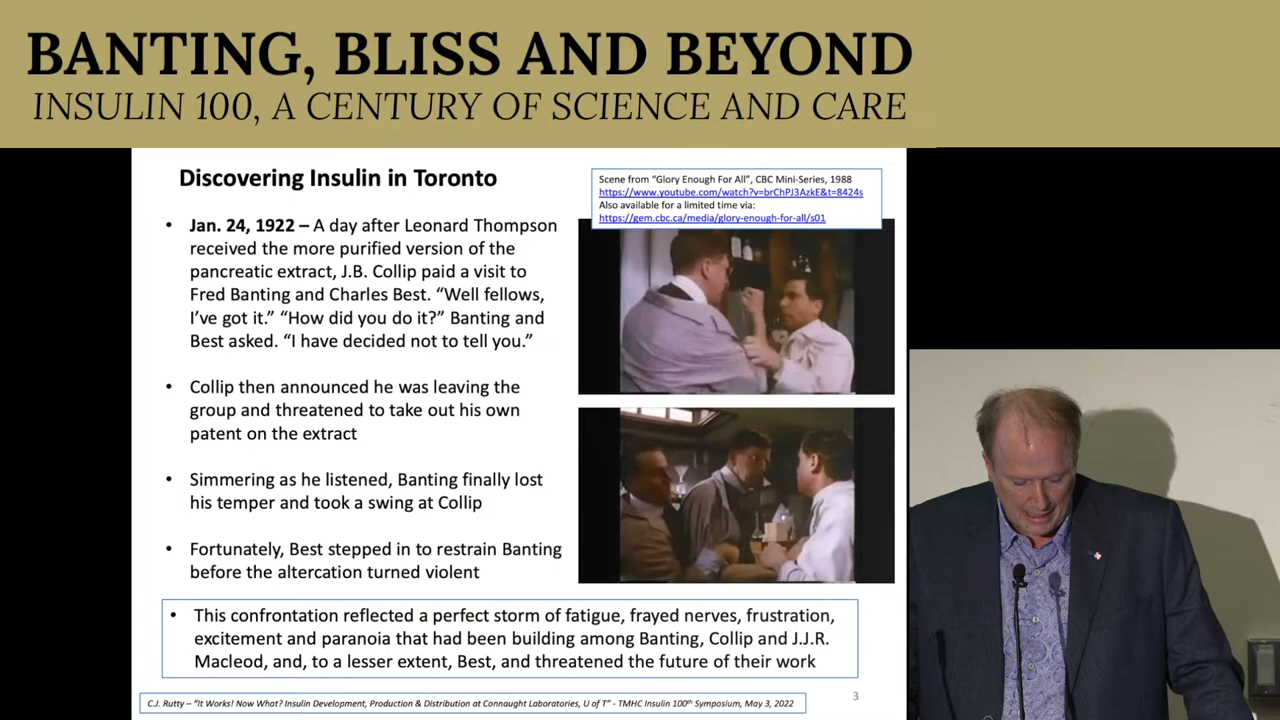 BANTING, BLISS AND BEYOND
INSULIN 100, A CENTURY OF SCIENCE AND CARE
Discovering Insulin in Toronto
• Jan. 24, 1922 – A day after Leonard Thompson
received the more purified version of the
pancreatic extract, J.B. Collip paid a visit to
Fred Banting and Charles Best. “Well fellows,
I’ve got it.” “How did you do it?” Banting and
Best asked. “I have decided not to tell you.”
• Collip then announced he was leaving the
group and threatened to take out his own
patent on the extract
• Simmering as he listened, Banting finally lost
his temper and took a swing at Collip
• Fortunately, Best stepped in to restrain Banting
before the altercation turned violent
Scene from “Glory Enough For All”, CBC Mini-Series, 1988
https://www.youtube.com/watch?v=brChPJ3AzkE&t=8424s
Also available for a limited time via:
https://gem.cbc.ca/media/glory-enough-for-all/s01
• This confrontation reflected a perfect storm of fatigue, frayed nerves, frustration,
excitement and paranoia that had been building among Banting, Collip and J.J.R.
Macleod, and, to a lesser extent, Best, and threatened the future of their work
C.J. Rutty – “It Works! Now What? Insulin Development, Production & Distribution at Connaught Laboratories, U of T” - TMHC Insulin 100th Symposium, May 3, 2022
3